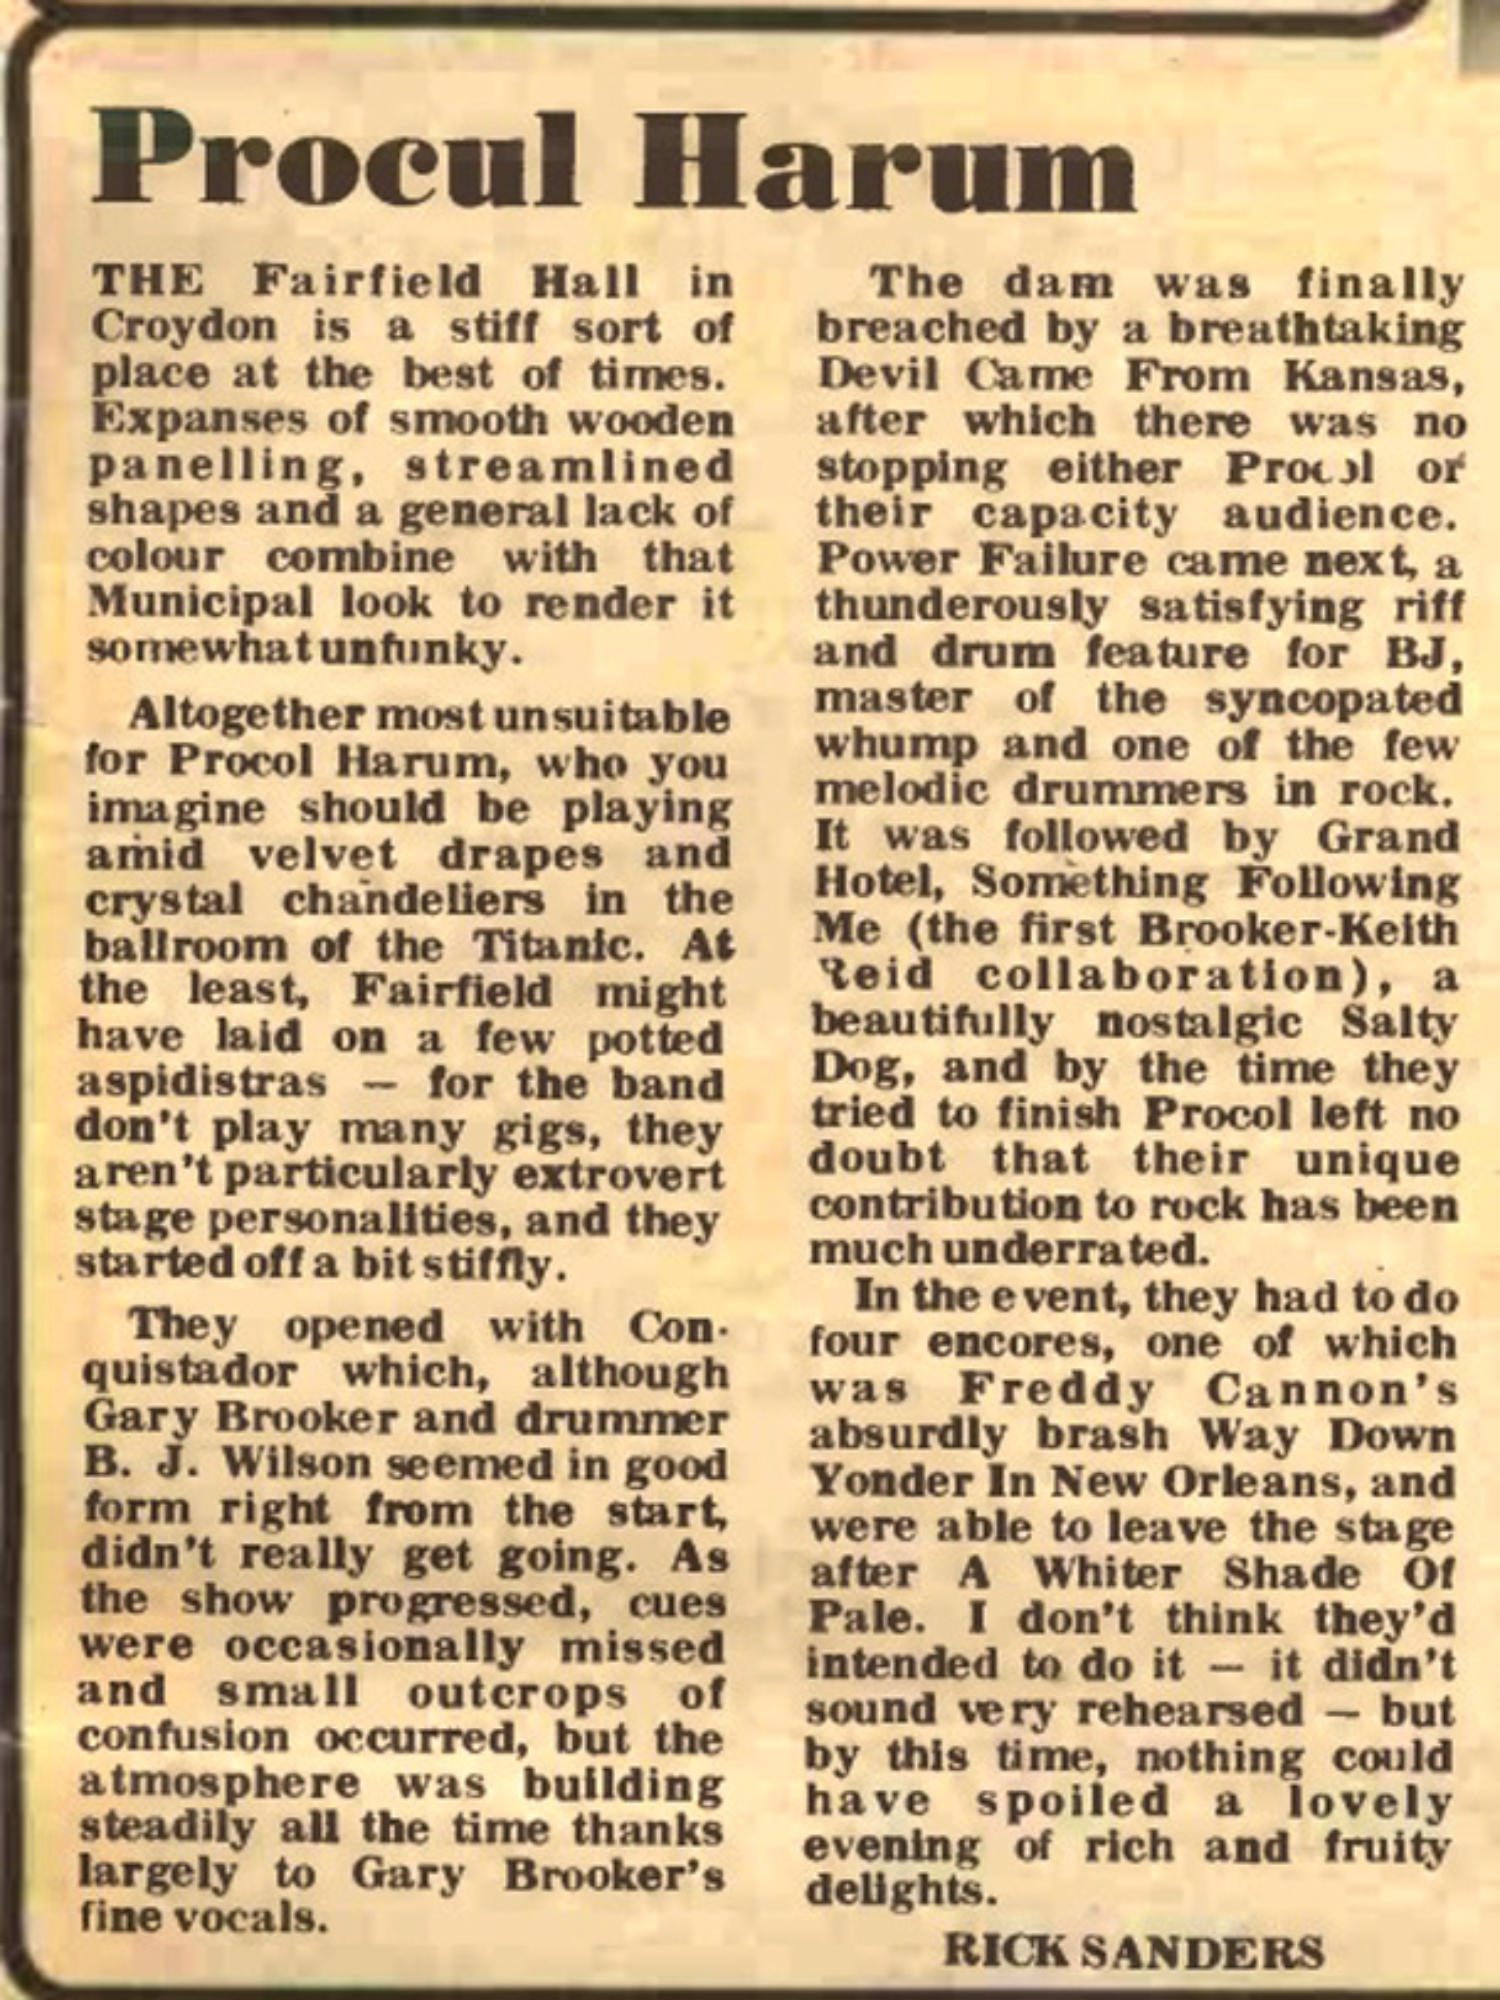 Procul Harum
THE Fairfield Hall in
Croydon is a stiff sort of
place at the best of times.
Expanses of smooth wooden
panelling, streamlined
shapes and a general lack of
colour combine with that
Municipal look to render it
somewhat unfunky.
Altogether most unsuitable
for Procol Harum, who you
imagine should be playing
amid velvet drapes and
crystal chandeliers in the
ballroom of the Titanic. At
the least, Fairfield might
have laid on a few potted
aspidistras — for the band
don't play many gigs, they
aren't particularly extrovert
stage personalities, and they
started off a bit stiffly.
They opened with Con-
quistador which, although
Gary Brooker and drummer
B. J. Wilson seemed in good
form right from the start,
didn't really get going. As
the show progressed, cues
were occasionally missed
and small outcrops of
confusion occurred, but the
atmosphere was building
steadily all the time thanks
largely to Gary Brooker's
fine vocals.
The dam was finally
breached by a breathtaking
Devil Came From Kansas,
after which there was no
stopping either Procol or
their capacity audience.
Power Failure came next, a
thunderously satisfying riff
and drum feature for BJ,
master of the syncopated
whump and one of the few
melodic drummers in rock.
It was followed by Grand
Hotel, Something Following
Me (the first Brooker-Keith
Reid collaboration), a
beautifully nostalgic Salty
Dog, and by the time they
tried to finish Procol left no
doubt that their unique
contribution to rock has been
much underrated.
In the event, they had to do
four encores, one of which
was Freddy Cannon's
absurdly brash Way Down
Yonder In New Orleans, and
were able to leave the stage
after A Whiter Shade Of
Pale. I don't think they'd
intended to do it — it didn't
sound very rehearsed — but
by this time, nothing could
have spoiled a lovely
evening of rich and fruity
delights.
RICK SANDERS